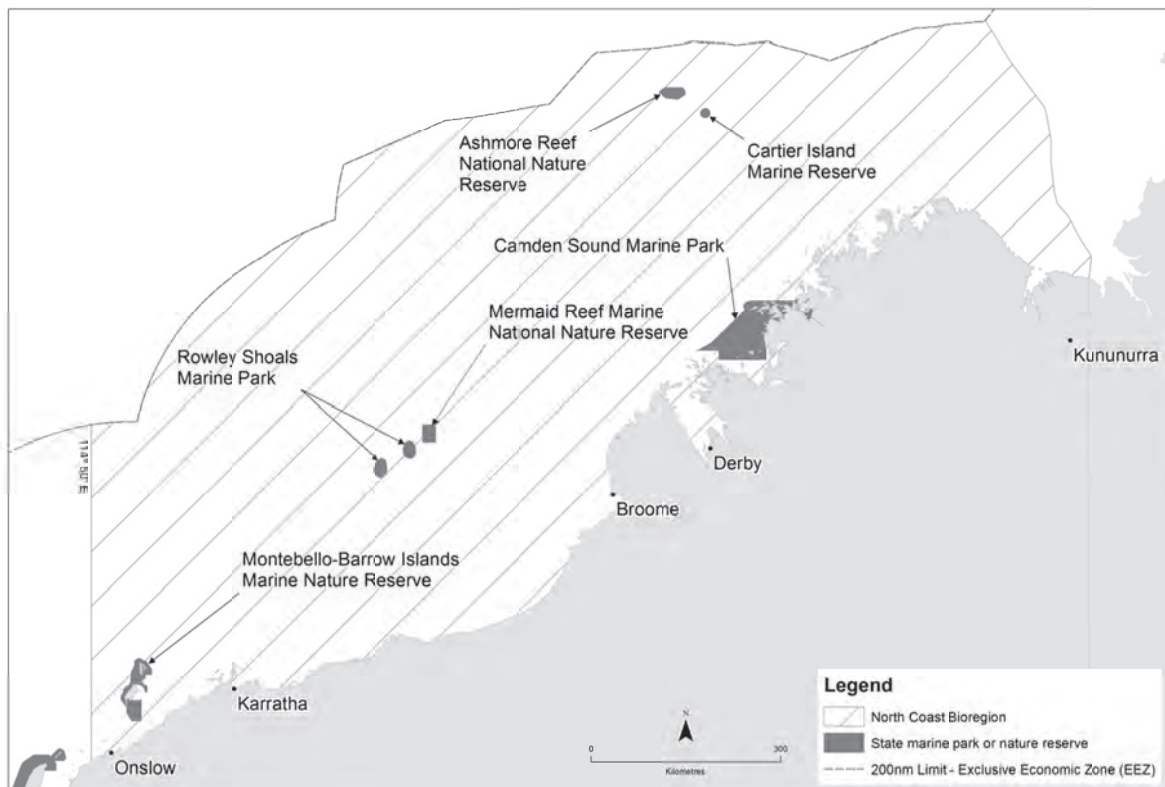 Ashmore Reef
National Nature
Reserve
Cartier Island
Marine Reserve
Camden Sound Marine Park
Mermaid Reef Marine
National Nature Reserve
Rowley Shoals
Marine Park
Kununurra
114° 50' E
Derby
Broome
Montebello-Barrow Islands
Marine Nature Reserve
Karratha
Onslow
N
0 300
Kilometres
Legend
North Coast Bioregion
State marine park or nature reserve
200nm Limit - Exclusive Economic Zone (EEZ)